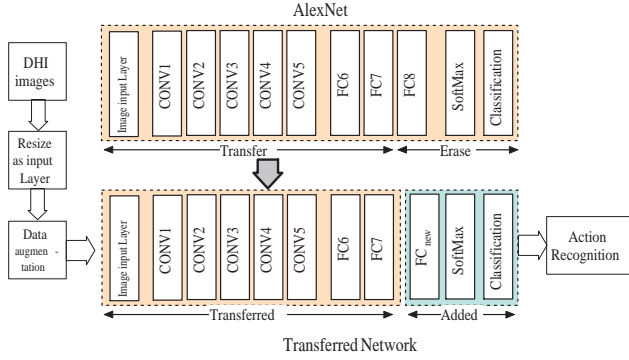 AlexNet
DHI
images
Resize
as input
Layer
Data
augmen -
tation
Image input Layer
CONV1
CONV2
CONV3
CONV4
CONV5
FC6
FC7
FC8
SoftMax
Classification
Transfer
Erase
Image input Layer
CONV1
CONV2
CONV3
CONV4
CONV5
FC6
FC7
FC new
SoftMax
Classification
Action
Recognition
Transferred
Added
Transferred Network